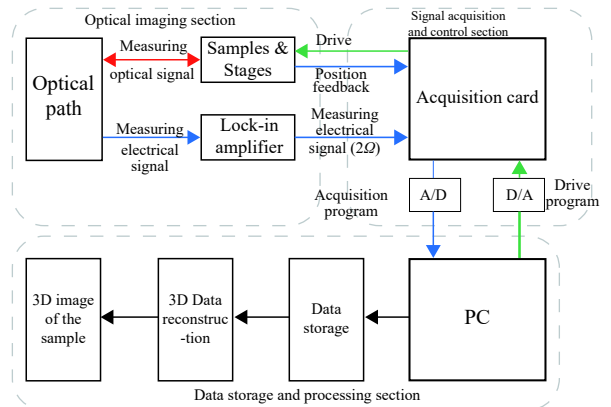 Optical imaging section
Signal acquisition
and control section
Optical
path
Measuring
optical signal
Samples &
Stages
Drive
Position
feedback
Acquisition card
Measuring
electrical
signal
Lock-in
amplifier
Measuring
electrical
signal (2Ω)
Acquisition
program
A/D
D/A
Drive
program
3D image
of the
sample
3D Data
reconstruc
-tion
Data
storage
PC
Data storage and processing section